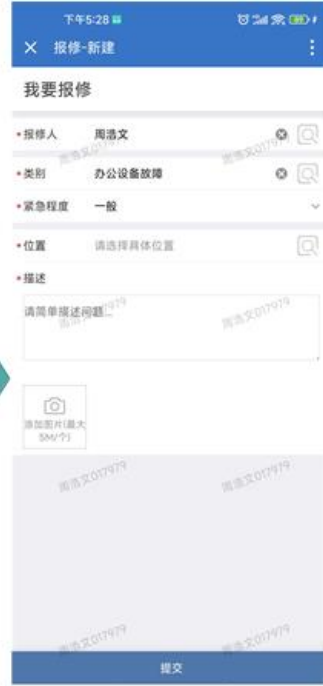 下午5:28
报修-新建
我要报修
•报修人 周浩文
•类别 办公设备故障
•紧急程度 一般
•位置 请选择具体位置
•描述
请简单描述问题...
添加图片(最大
5M/个)
周浩文017979
周浩文017979
周浩文017979
周浩文017979
周浩文017979
周浩文017979
提交